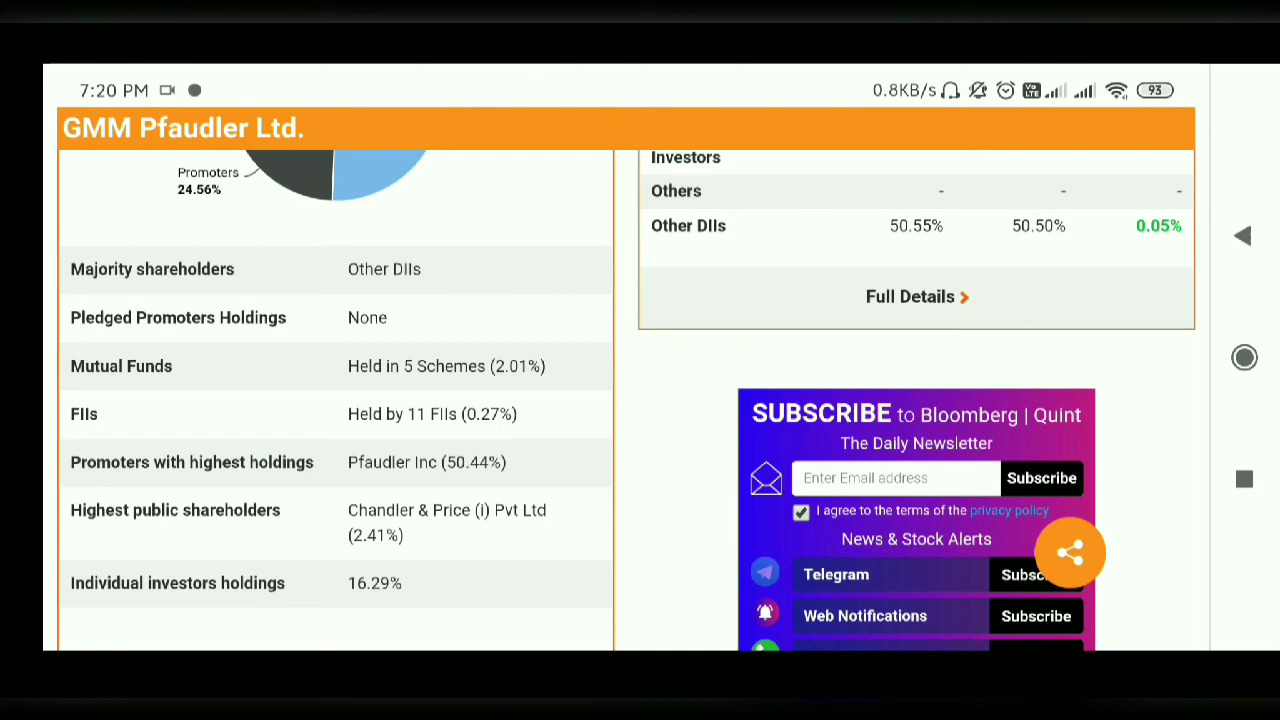 7:20 PM
0.8KB/s
Vo LTE
93
GMM Pfaudler Ltd.
Promoters
24.56%
Majority shareholders Other DIIs
Pledged Promoters Holdings None
Mutual Funds Held in 5 Schemes (2.01%)
FIIs Held by 11 FIIs (0.27%)
Promoters with highest holdings Pfaudler Inc (50.44%)
Highest public shareholders Chandler & Price (i) Pvt Ltd
(2.41%)
Individual investors holdings 16.29%
Investors
Others - - -
Other DIIs 50.55% 50.50% 0.05%
Full Details
SUBSCRIBE to Bloomberg | Quint
The Daily Newsletter
Enter Email address Subscribe
I agree to the terms of the privacy policy
News & Stock Alerts
Telegram Subsc
Web Notifications Subscribe